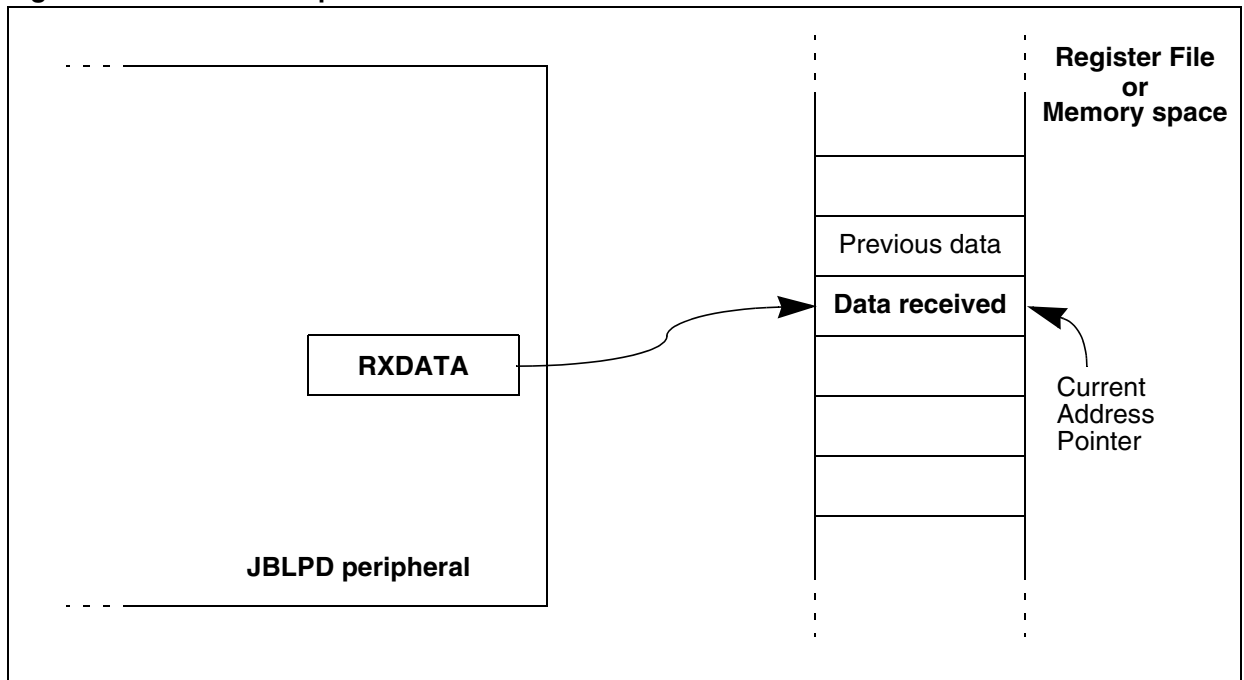 Register File
or
Memory space
Previous data
Data received
RXDATA
Current
Address
Pointer
JBLPD peripheral